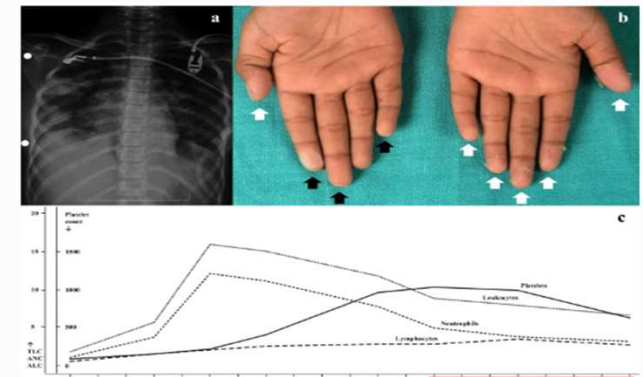 a
b
c
20
Platelet
count
15
1500
10
1000
Platelets
Leukocytes
5
500
Neutrophils
Lymphocytes
TLC
ANC
ALC
0